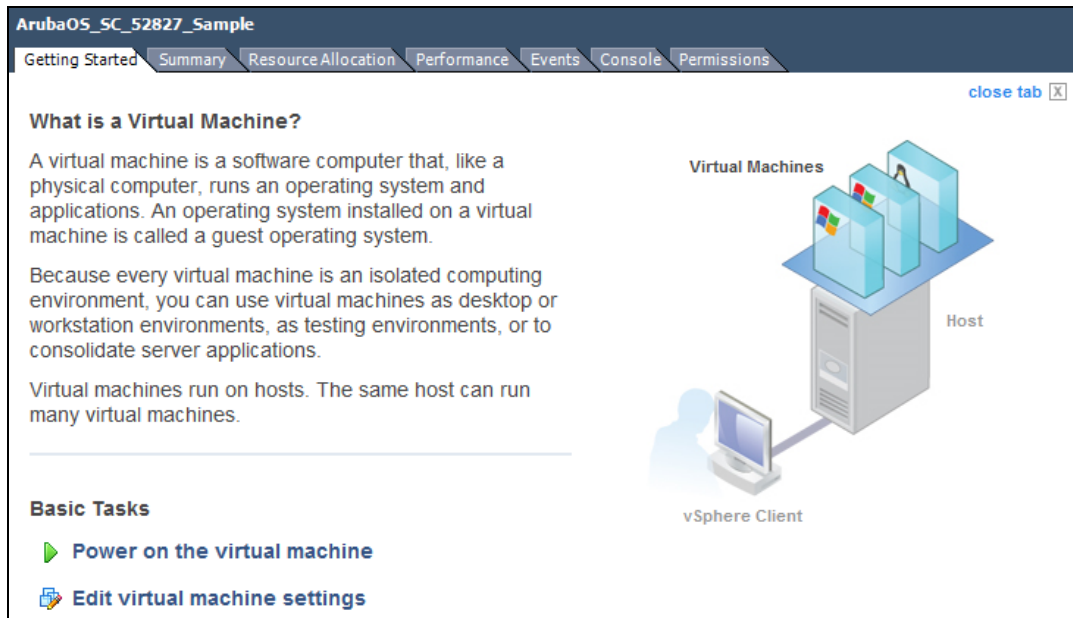 ArubaOS_SC_52827_Sample
Getting Started Summary Resource Allocation Performance Events Console Permissions
close tab X
What is a Virtual Machine?
A virtual machine is a software computer that, like a
physical computer, runs an operating system and
applications. An operating system installed on a virtual
machine is called a guest operating system.
Because every virtual machine is an isolated computing
environment, you can use virtual machines as desktop or
workstation environments, as testing environments, or to
consolidate server applications.
Virtual machines run on hosts. The same host can run
many virtual machines.
Virtual Machines
Host
vSphere Client
Basic Tasks
Power on the virtual machine
Edit virtual machine settings